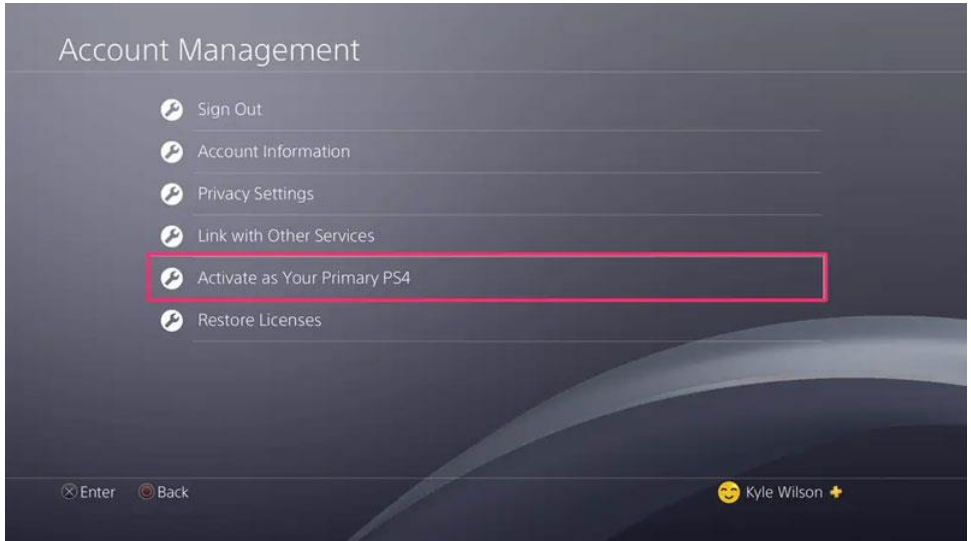 Account Management
Sign Out
Account Information
Privacy Settings
Link with Other Services
Activate as Your Primary PS4
Restore Licenses
Enter Back Kyle Wilson